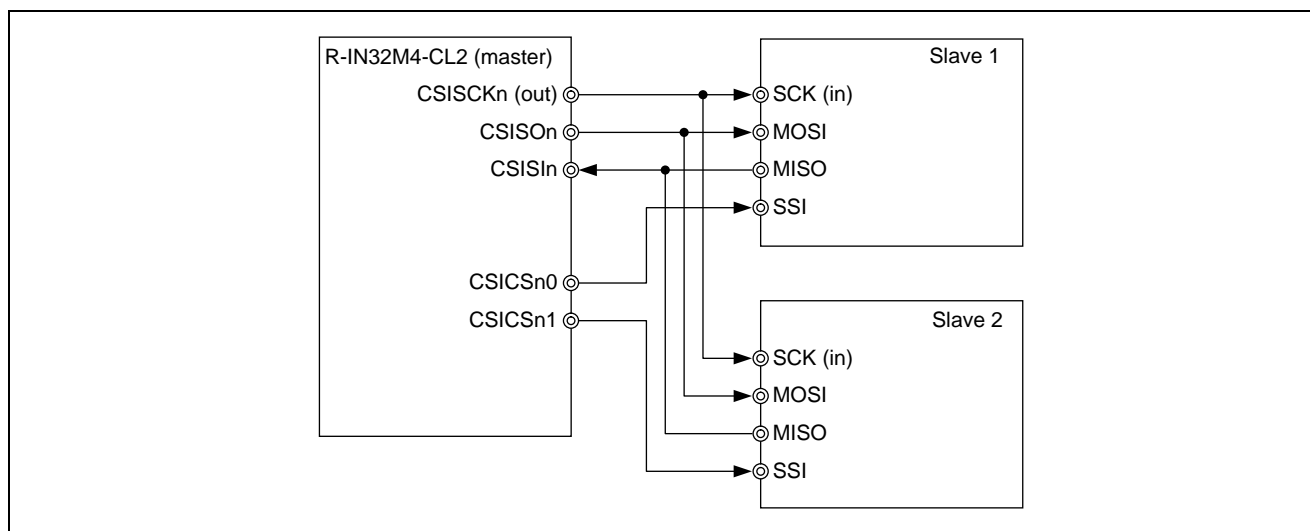 R-IN32M4-CL2 (master)
CSISCKn (out)
CSISOn
CSISIn
CSICSn0
CSICSn1
Slave 1
SCK (in)
MOSI
MISO
SSI
Slave 2
SCK (in)
MOSI
MISO
SSI